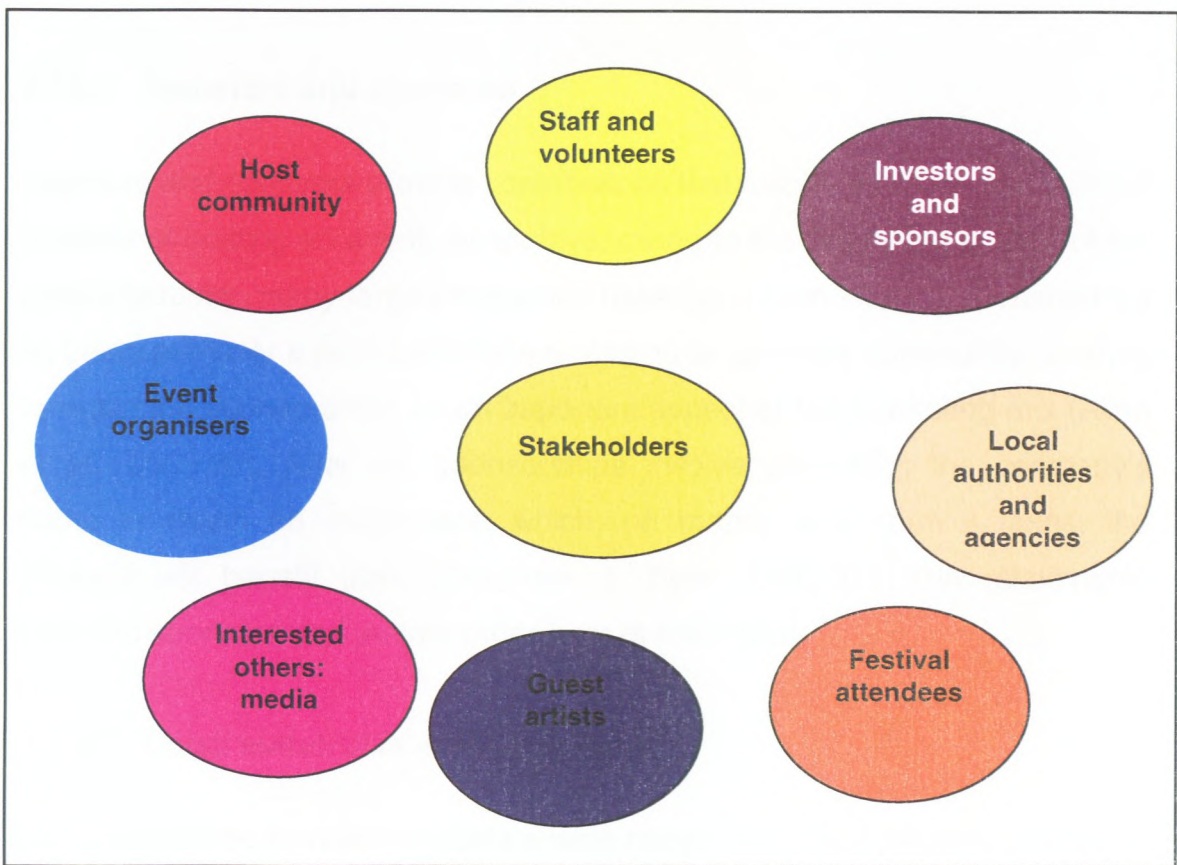 Staff and
volunteers
Host
community
Investors
and
sponsors
Event
organisers
Stakeholders
Local
authorities
and
agencies
Interested
others:
media
Guest
artists
Festival
attendees